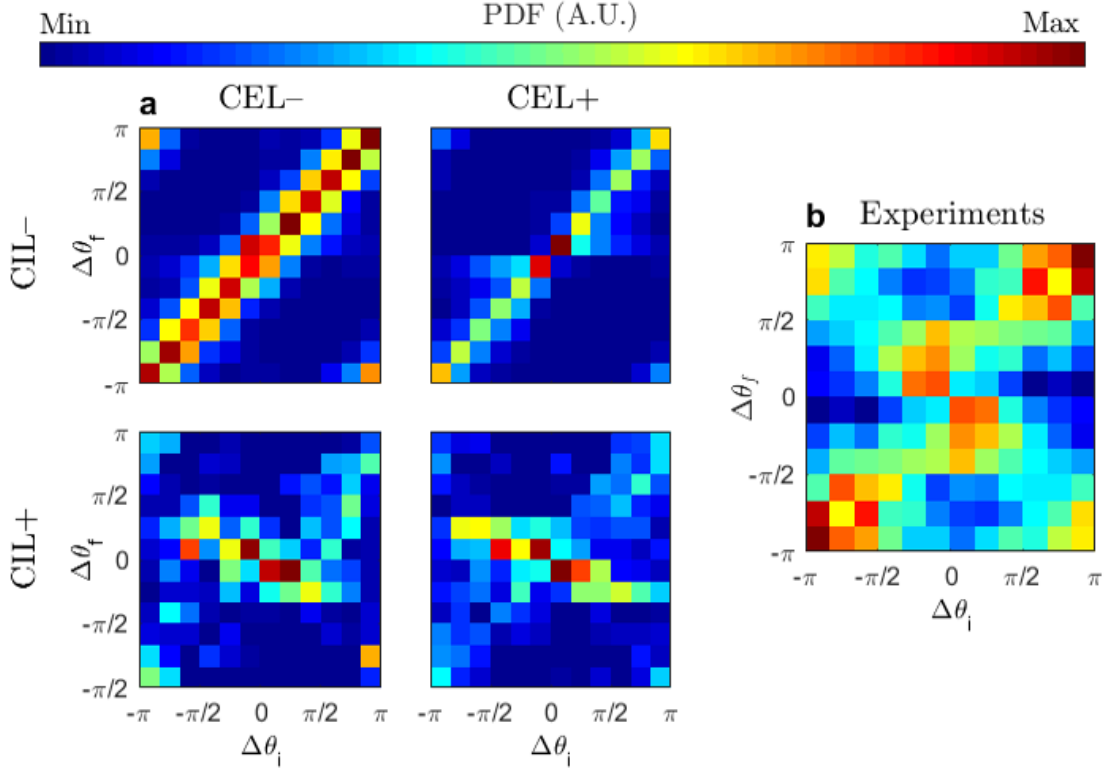 Min PDF (A.U.) Max
a CEL– CEL+
CIL–
Δθf
π
π/2
0
-π/2
-π
CIL+
Δθf
π
π/2
0
-π/2
-π/2
-π -π/2 0 π/2 π
-π -π/2 0 π/2 π
Δθi
Δθi
b Experiments
Δθf
π
π/2
0
-π/2
-π
-π -π/2 0 π/2 π
Δθi